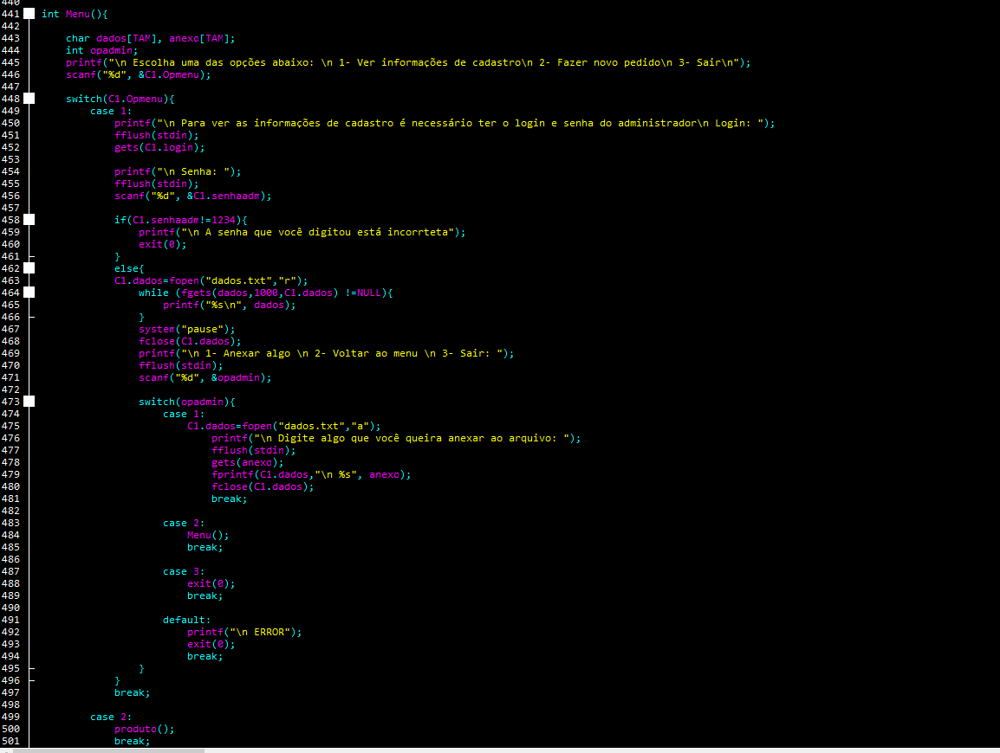 440
441 int Menu(){
442
443     char dados[TAM], anexo[TAM];
444     int opadmin;
445     printf("\n Escolha uma das opções abaixo: \n 1- Ver informações de cadastro\n 2- Fazer novo pedido\n 3- Sair\n");
446     scanf("%d", &C1.Opmenu);
447
448     switch(C1.Opmenu){
449         case 1:
450             printf("\n Para ver as informações de cadastro é necessário ter o login e senha do administrador\n Login: ");
451             fflush(stdin);
452             gets(C1.login);
453
454             printf("\n Senha: ");
455             fflush(stdin);
456             scanf("%d", &C1.senhaadm);
457
458             if(C1.senhaadm!=1234){
459                 printf("\n A senha que você digitou está incorrteta");
460                 exit(0);
461             }
462             else{
463             C1.dados=fopen("dados.txt","r");
464                 while (fgets(dados,1000,C1.dados) !=NULL){
465                     printf("%s\n", dados);
466                 }
467                 system("pause");
468                 fclose(C1.dados);
469                 printf("\n 1- Anexar algo \n 2- Voltar ao menu \n 3- Sair: ");
470                 fflush(stdin);
471                 scanf("%d", &opadmin);
472
473                 switch(opadmin){
474                     case 1:
475                         C1.dados=fopen("dados.txt","a");
476                             printf("\n Digite algo que você queira anexar ao arquivo: ");
477                             fflush(stdin);
478                             gets(anexo);
479                             fprintf(C1.dados,"\n %s", anexo);
480                             fclose(C1.dados);
481                             break;
482
483                     case 2:
484                         Menu();
485                         break;
486
487                     case 3:
488                         exit(0);
489                         break;
490
491                     default:
492                         printf("\n ERROR");
493                         exit(0);
494                         break;
495                 }
496             }
497             break;
498
499         case 2:
500             produto();
501             break;